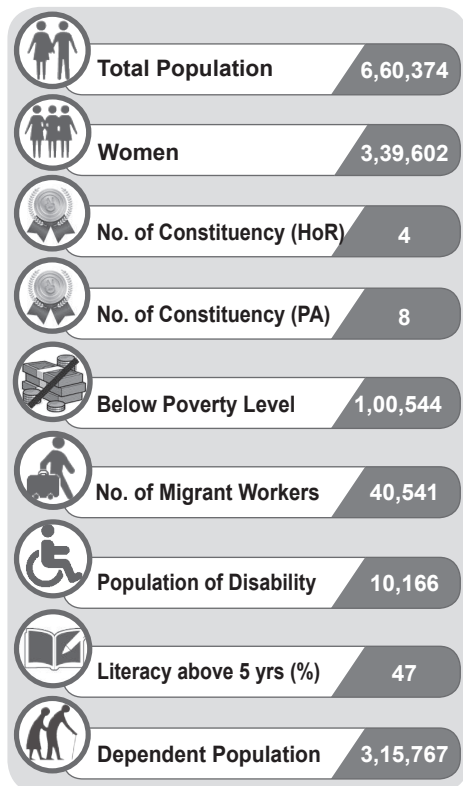 Total Population 6,60,374
Women 3,39,602
No. of Constituency (HoR) 4
No. of Constituency (PA) 8
Below Poverty Level 1,00,544
No. of Migrant Workers 40,541
Population of Disability 10,166
Literacy above 5 yrs (%) 47
Dependent Population 3,15,767